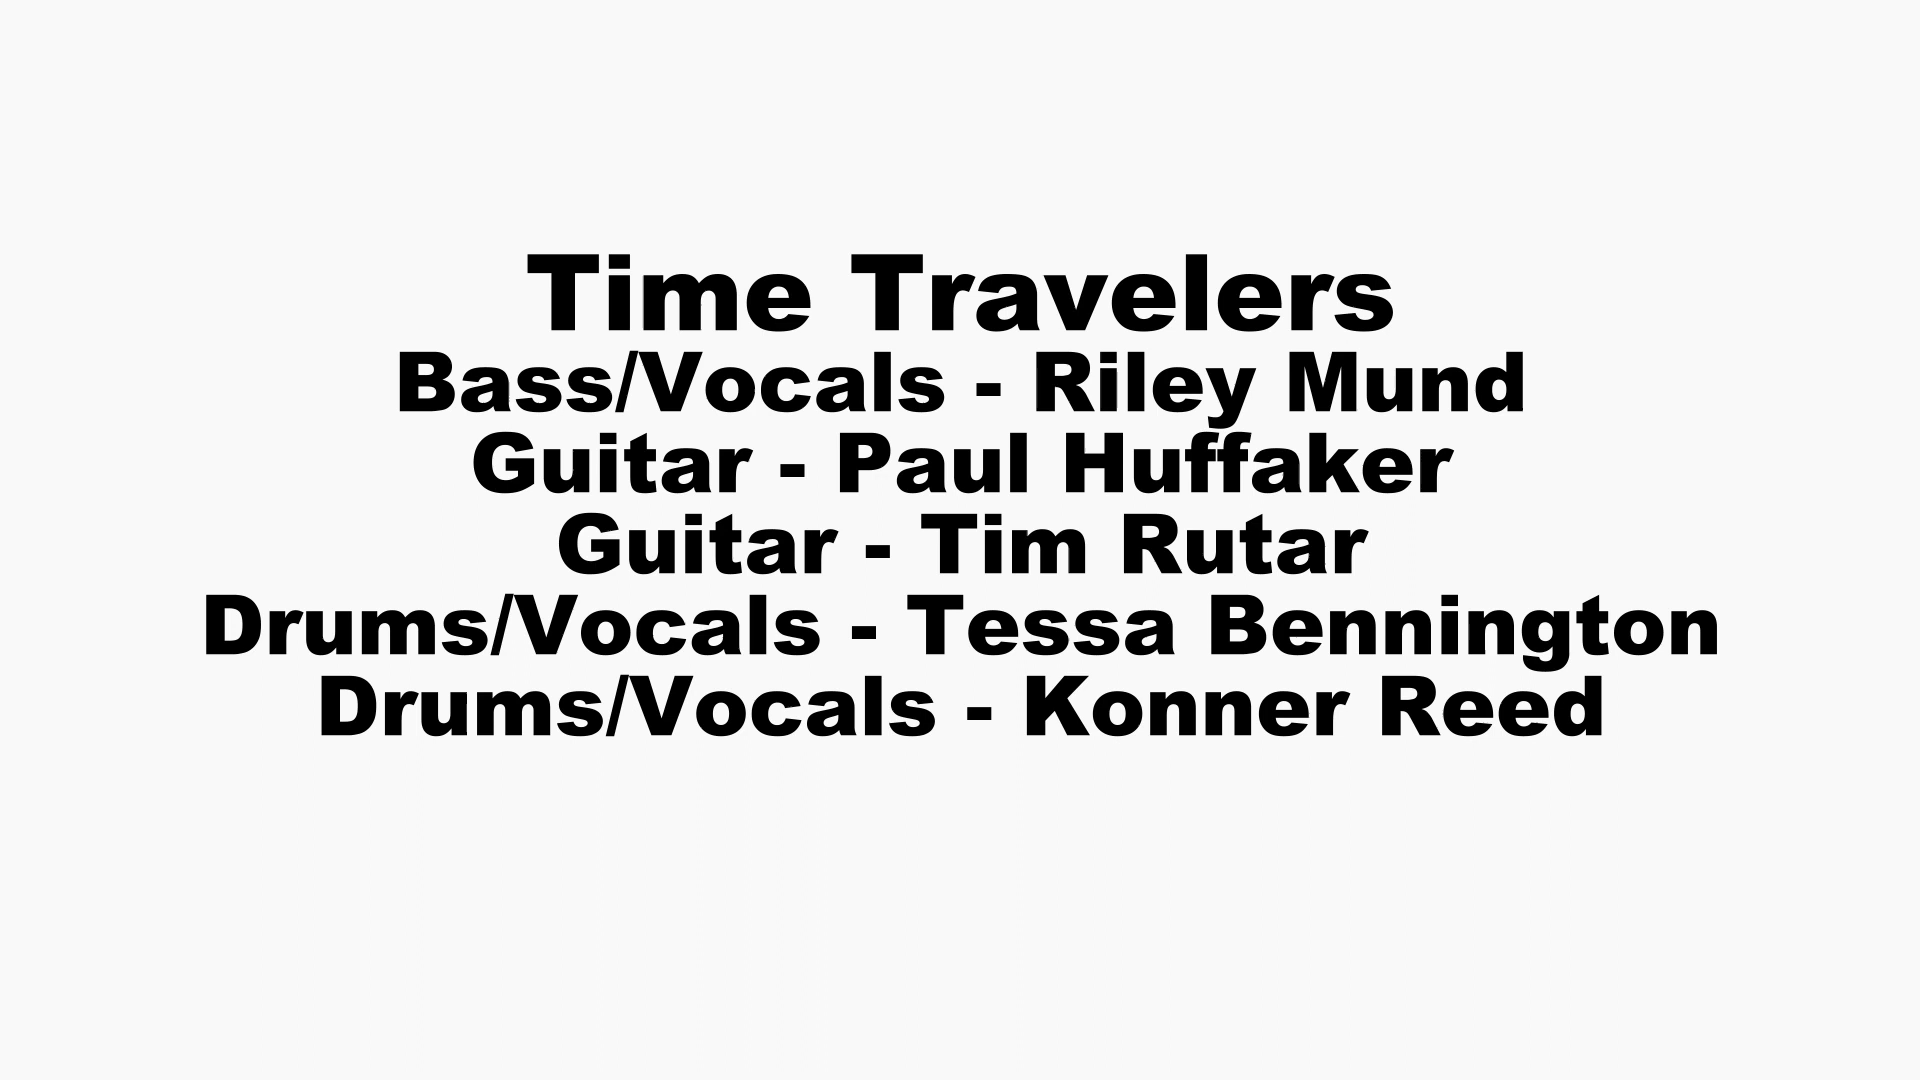 Time Travelers
Bass/Vocals - Riley Mund
Guitar - Paul Huffaker
Guitar - Tim Rutar
Drums/Vocals - Tessa Bennington
Drums/Vocals - Konner Reed